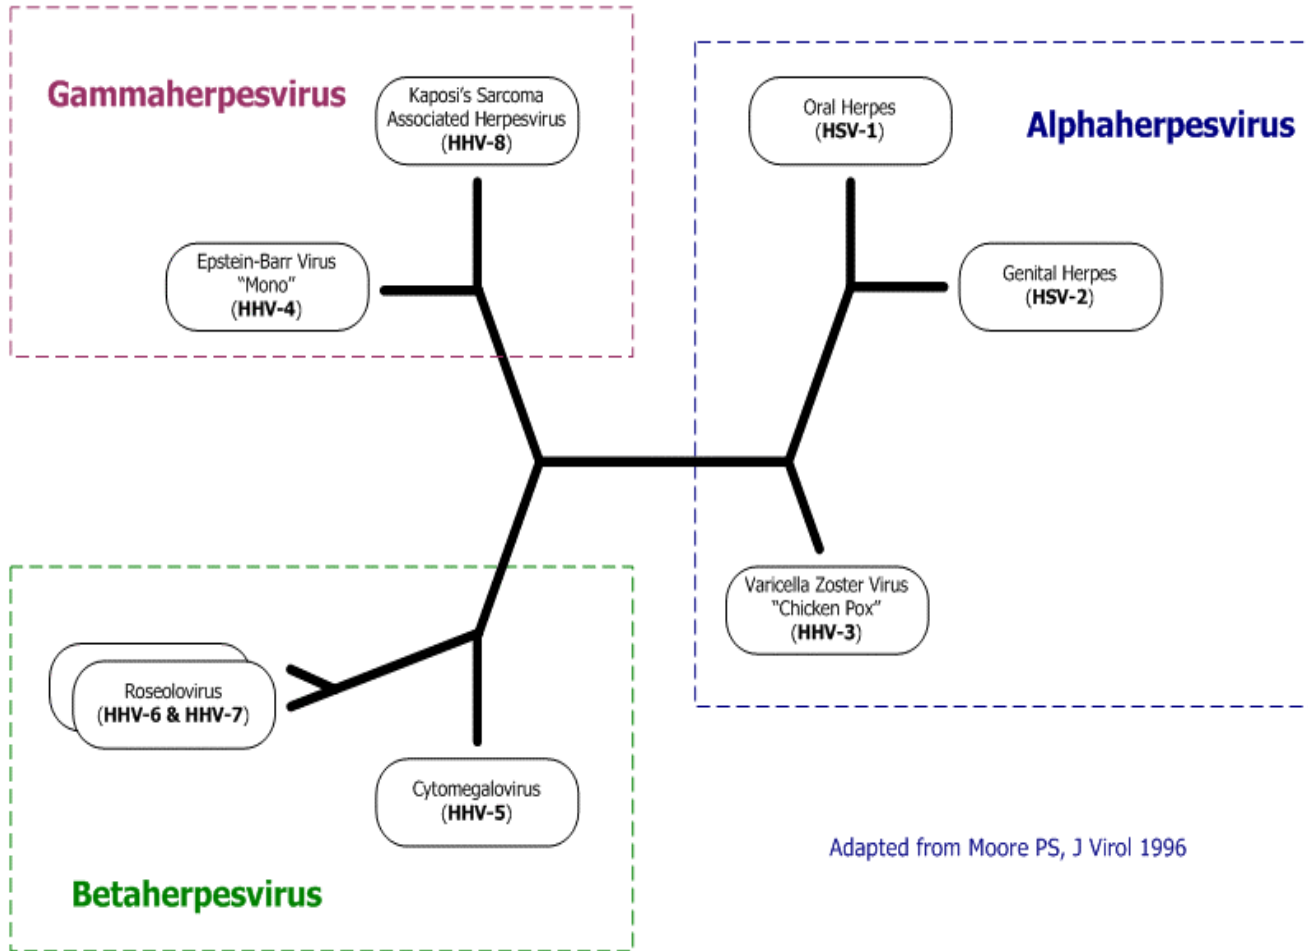 Gammaherpesvirus
Kaposi's Sarcoma
Associated Herpesvirus
(HHV-8)
Epstein-Barr Virus
“Mono”
(HHV-4)
Oral Herpes
(HSV-1)
Alphaherpesvirus
Genital Herpes
(HSV-2)
Varicella Zoster Virus
“Chicken Pox”
(HHV-3)
Roseolovirus
(HHV-6 & HHV-7)
Cytomegalovirus
(HHV-5)
Betaherpesvirus
Adapted from Moore PS, J Virol 1996